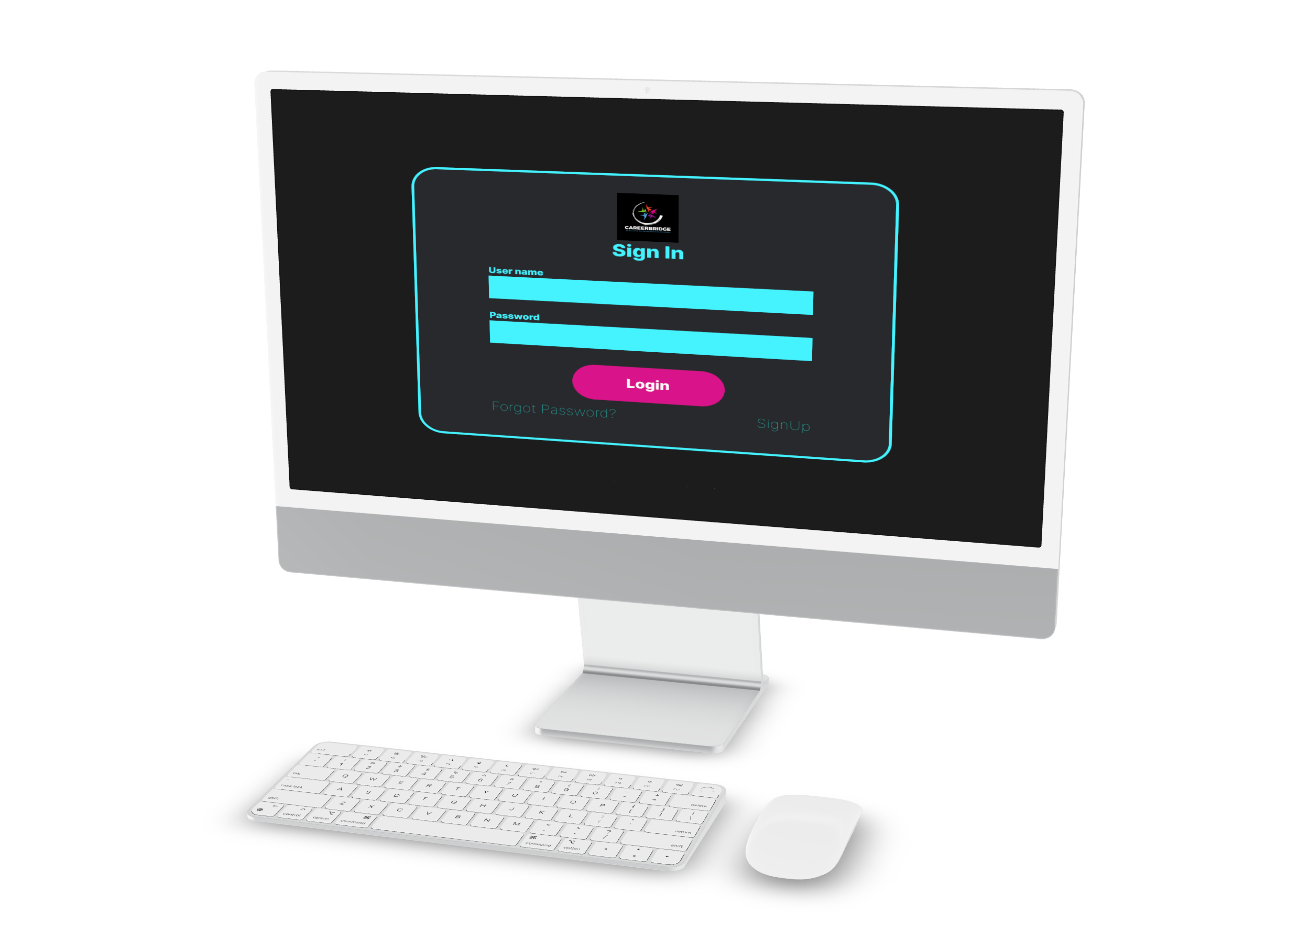 CAREERBRIDGE
Sign In
User name
Password
Login
Forgot Password?
SignUp